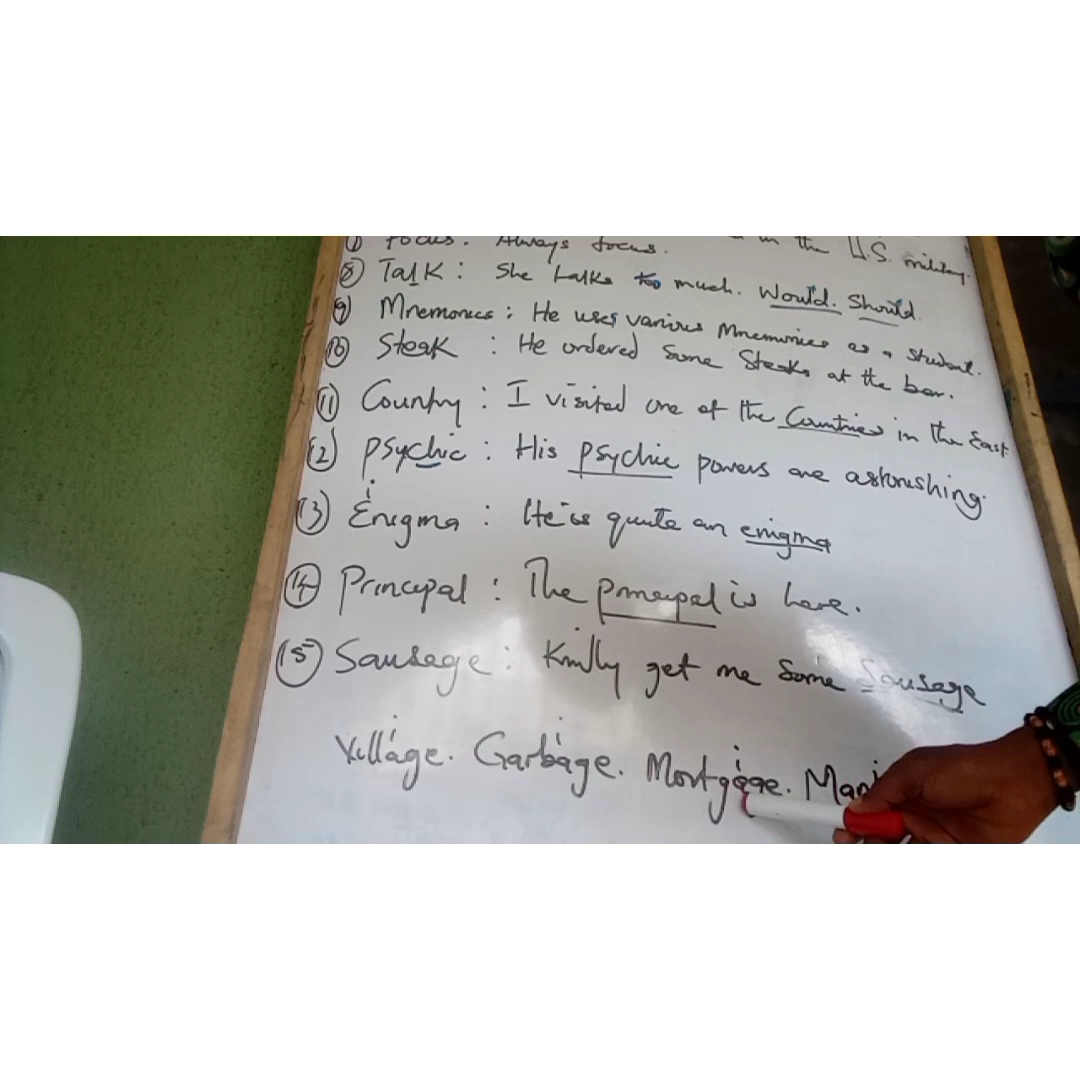 ⑦ Focus. Always focus. in the U.S. military.
⑧ Talk : She talks too much. Would. Should.
⑨ Mnemonics : He uses various Mnemonics as a student.
⑩ Steak : He ordered some Steaks at the bar.
⑪ Country : I visited one of the Countries in the East
⑫ Psychic : His psychic powers are astonishing.
⑬ Enigma : He is quite an enigma
⑭ Principal : The principal is here.
⑮ Sausage : Kindly get me some Sausage
Village. Garbage. Mortgage.